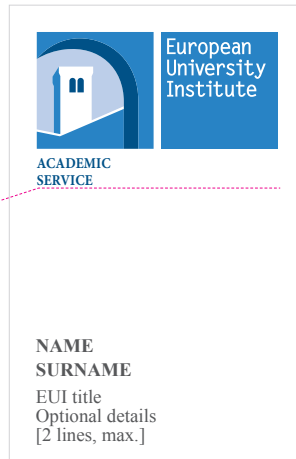 European
University
Institute
ACADEMIC
SERVICE
NAME
SURNAME
EUI title
Optional details
[2 lines, max.]